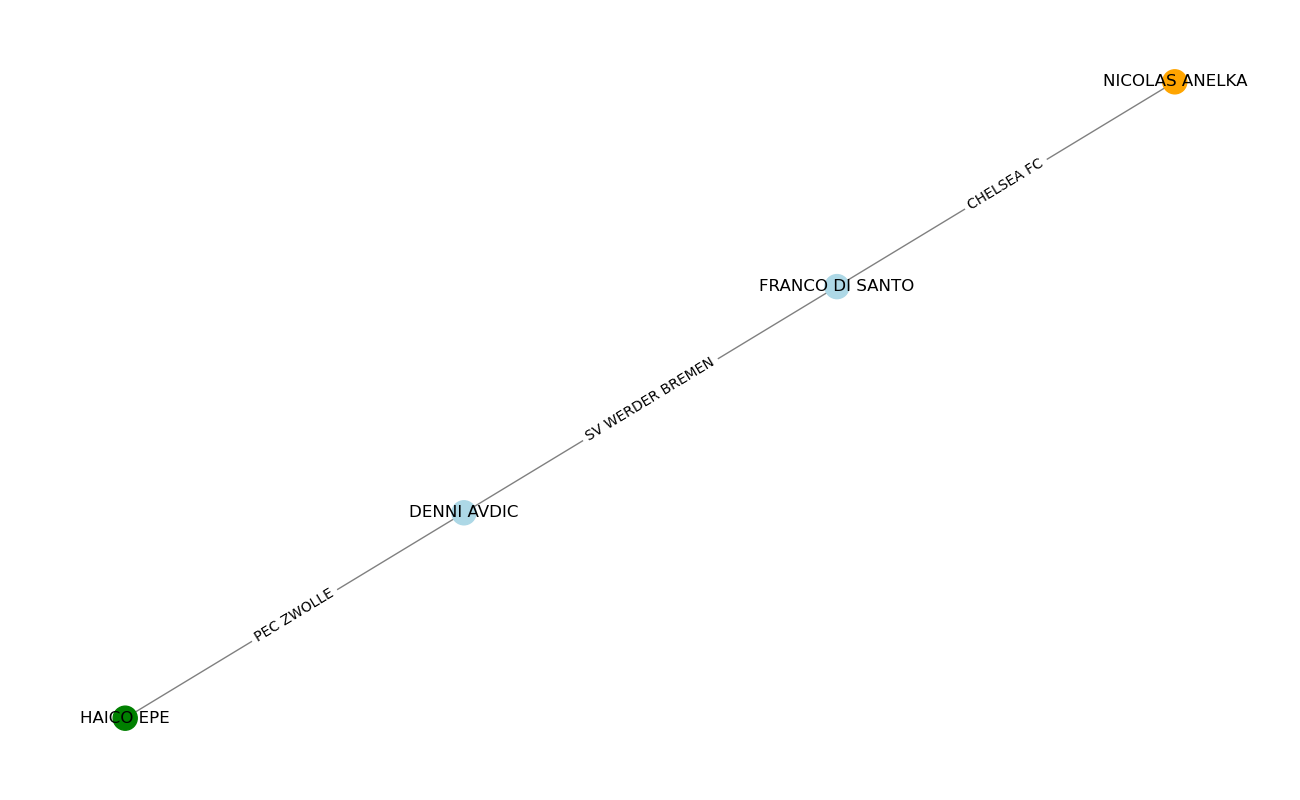 NICOLAS ANELKA
CHELSEA FC
FRANCO DI SANTO
SV WERDER BREMEN
DENNI AVDIC
PEC ZWOLLE
HAICO EPE